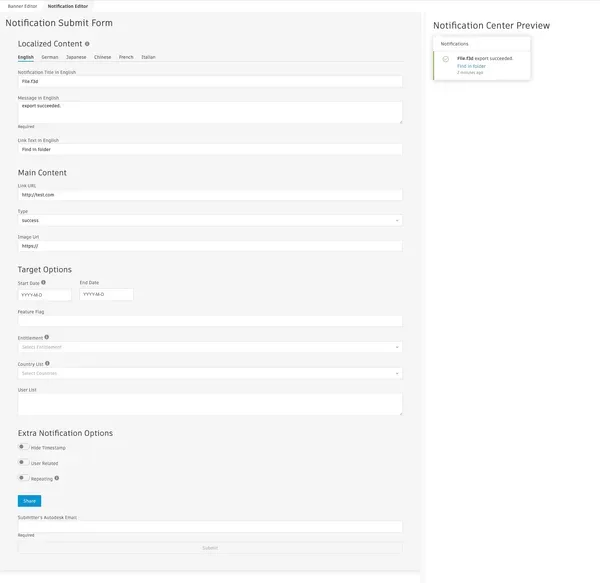 Banner Editor
Notification Editor
Notification Submit Form
Localized Content
English German Japanese Chinese French Italian
Notification Title in English
File.f3d
Message in English
export succeeded.
Required
Link Text in English
Find in folder
Main Content
Link URL
http://test.com
Type
success
Image Url
https://
Target Options
Start Date End Date
YYYY-M-D YYYY-M-D
Feature Flag
Entitlement
Select Entitlement
Country List
Select Countries
User List
Extra Notification Options
Hide Timestamp
User Related
Repeating
Share
Submitter's Autodesk Email
Required
Submit
Notification Center Preview
Notifications
File.f3d export succeeded.
Find in folder
2 minutes ago